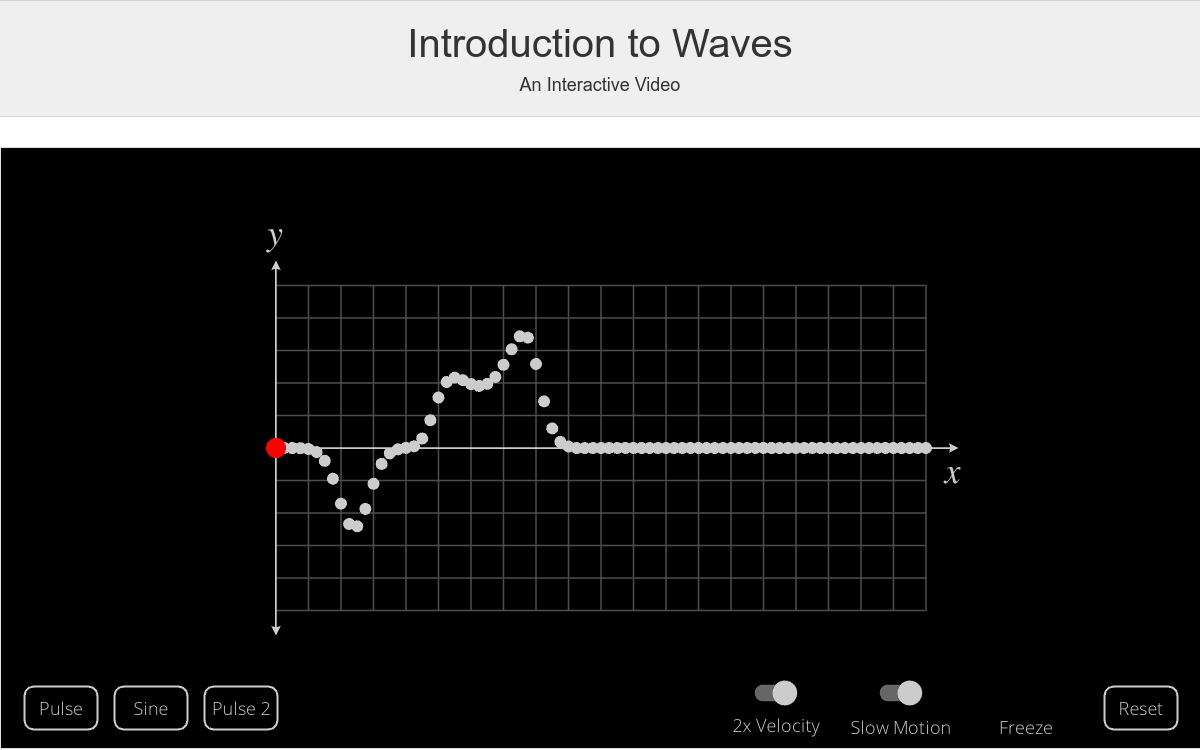 Introduction to Waves
An Interactive Video
y
x
Pulse
Sine
Pulse 2
2x Velocity
Slow Motion
Freeze
Reset